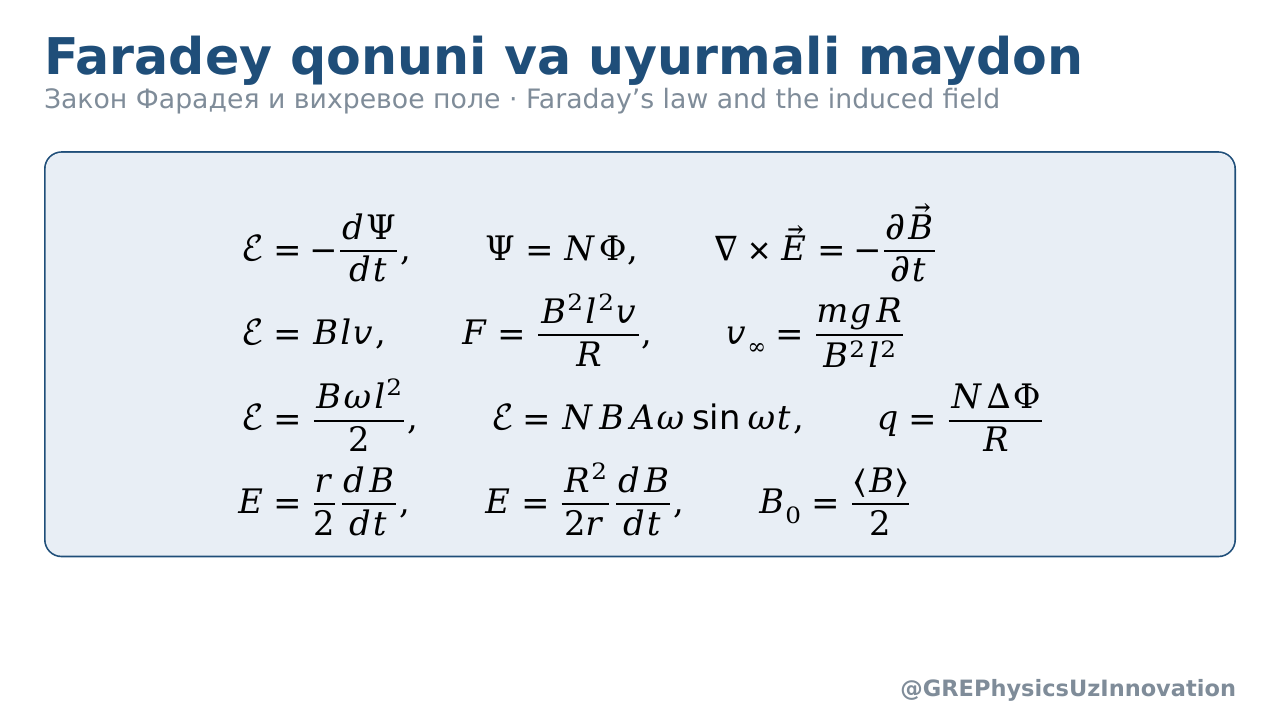 Faradey qonuni va uyurmali maydon
Закон Фарадея и вихревое поле · Faraday’s law and the induced field
ℰ = −dΨ/dt, Ψ = NΦ, ∇ × E⃗ = −∂B⃗/∂t
ℰ = Blv, F = B²l²v/R, v∞ = mgR/B²l²
ℰ = Bωl²/2, ℰ = NBAω sin ωt, q = NΔΦ/R
E = r/2 dB/dt, E = R²/2r dB/dt, B₀ = ⟨B⟩/2
@GREPhysicsUzInnovation